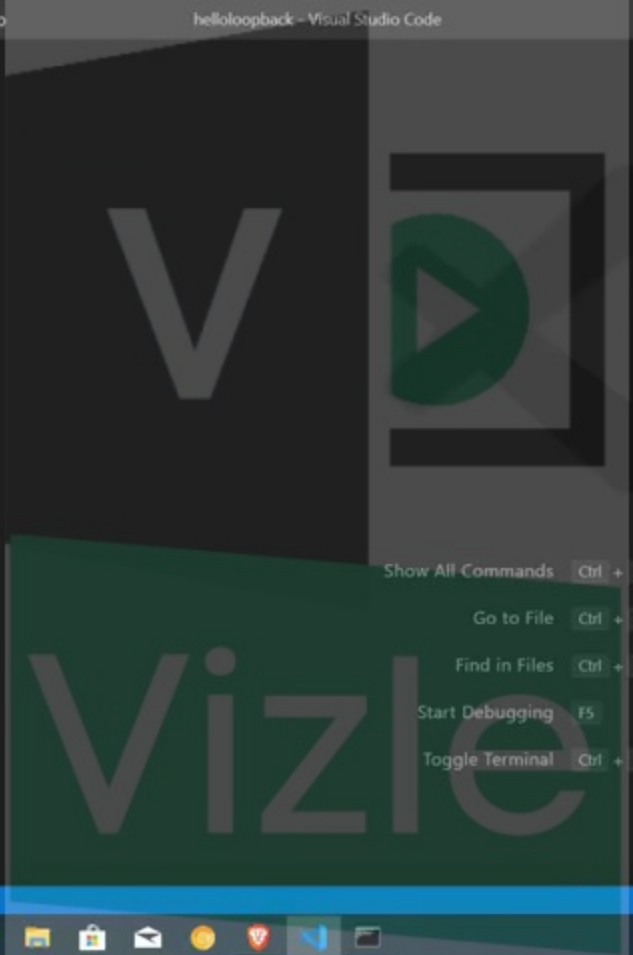 helloloopback - Visual Studio Code
V
Show All Commands Ctrl +
Go to File Ctrl +
Find in Files Ctrl +
Start Debugging F5
Toggle Terminal Ctrl +
Vizle